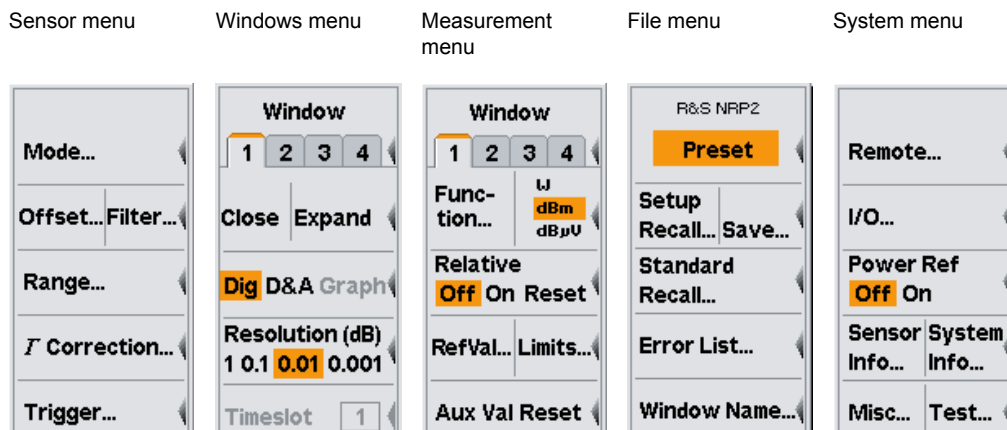 Sensor menu
Windows menu
Measurement
menu
File menu
System menu
Mode...
Offset... Filter...
Range...
Γ Correction...
Trigger...
Window
1 2 3 4
Close Expand
Dig D&A Graph
Resolution (dB)
1 0.1 0.01 0.001
Timeslot 1
Window
1 2 3 4
Func-
tion...
W
dBm
dBµV
Relative
Off On Reset
RefVal... Limits...
Aux Val Reset
R&S NRP2
Preset
Setup
Recall... Save...
Standard
Recall...
Error List...
Window Name...
Remote...
I/O...
Power Ref
Off On
Sensor System
Info... Info...
Misc... Test...